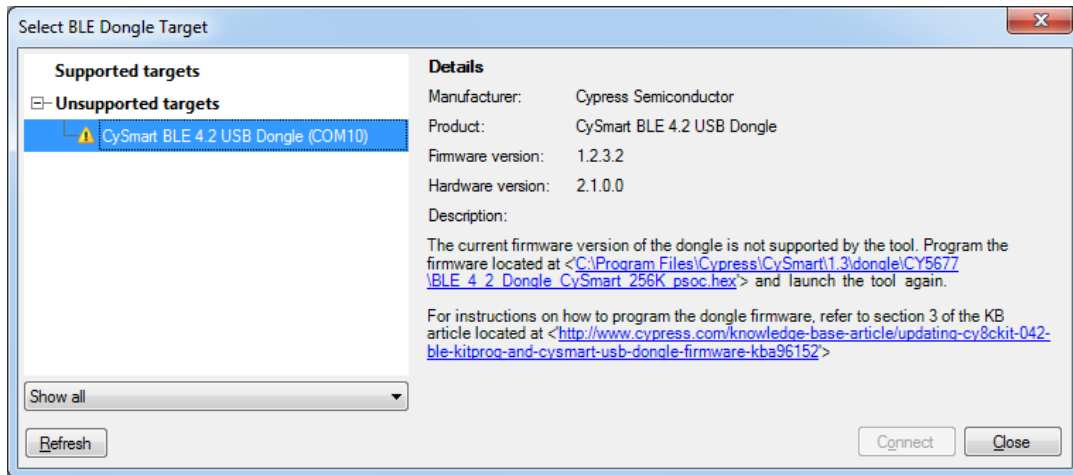 Select BLE Dongle Target
x
Supported targets
Unsupported targets
CySmart BLE 4.2 USB Dongle (COM10)
Show all
Refresh
Details
Manufacturer: Cypress Semiconductor
Product: CySmart BLE 4.2 USB Dongle
Firmware version: 1.2.3.2
Hardware version: 2.1.0.0
Description:
The current firmware version of the dongle is not supported by the tool. Program the
firmware located at <'C:\Program Files\Cypress\CySmart\1.3\dongle\CY5677
\BLE_4_2_Dongle_CySmart_256K_psoc.hex'> and launch the tool again.
For instructions on how to program the dongle firmware, refer to section 3 of the KB
article located at <'http://www.cypress.com/knowledge-base-article/updating-cy8ckit-042-
ble-kitprog-and-cysmart-usb-dongle-firmware-kba96152'>
Connect
Close